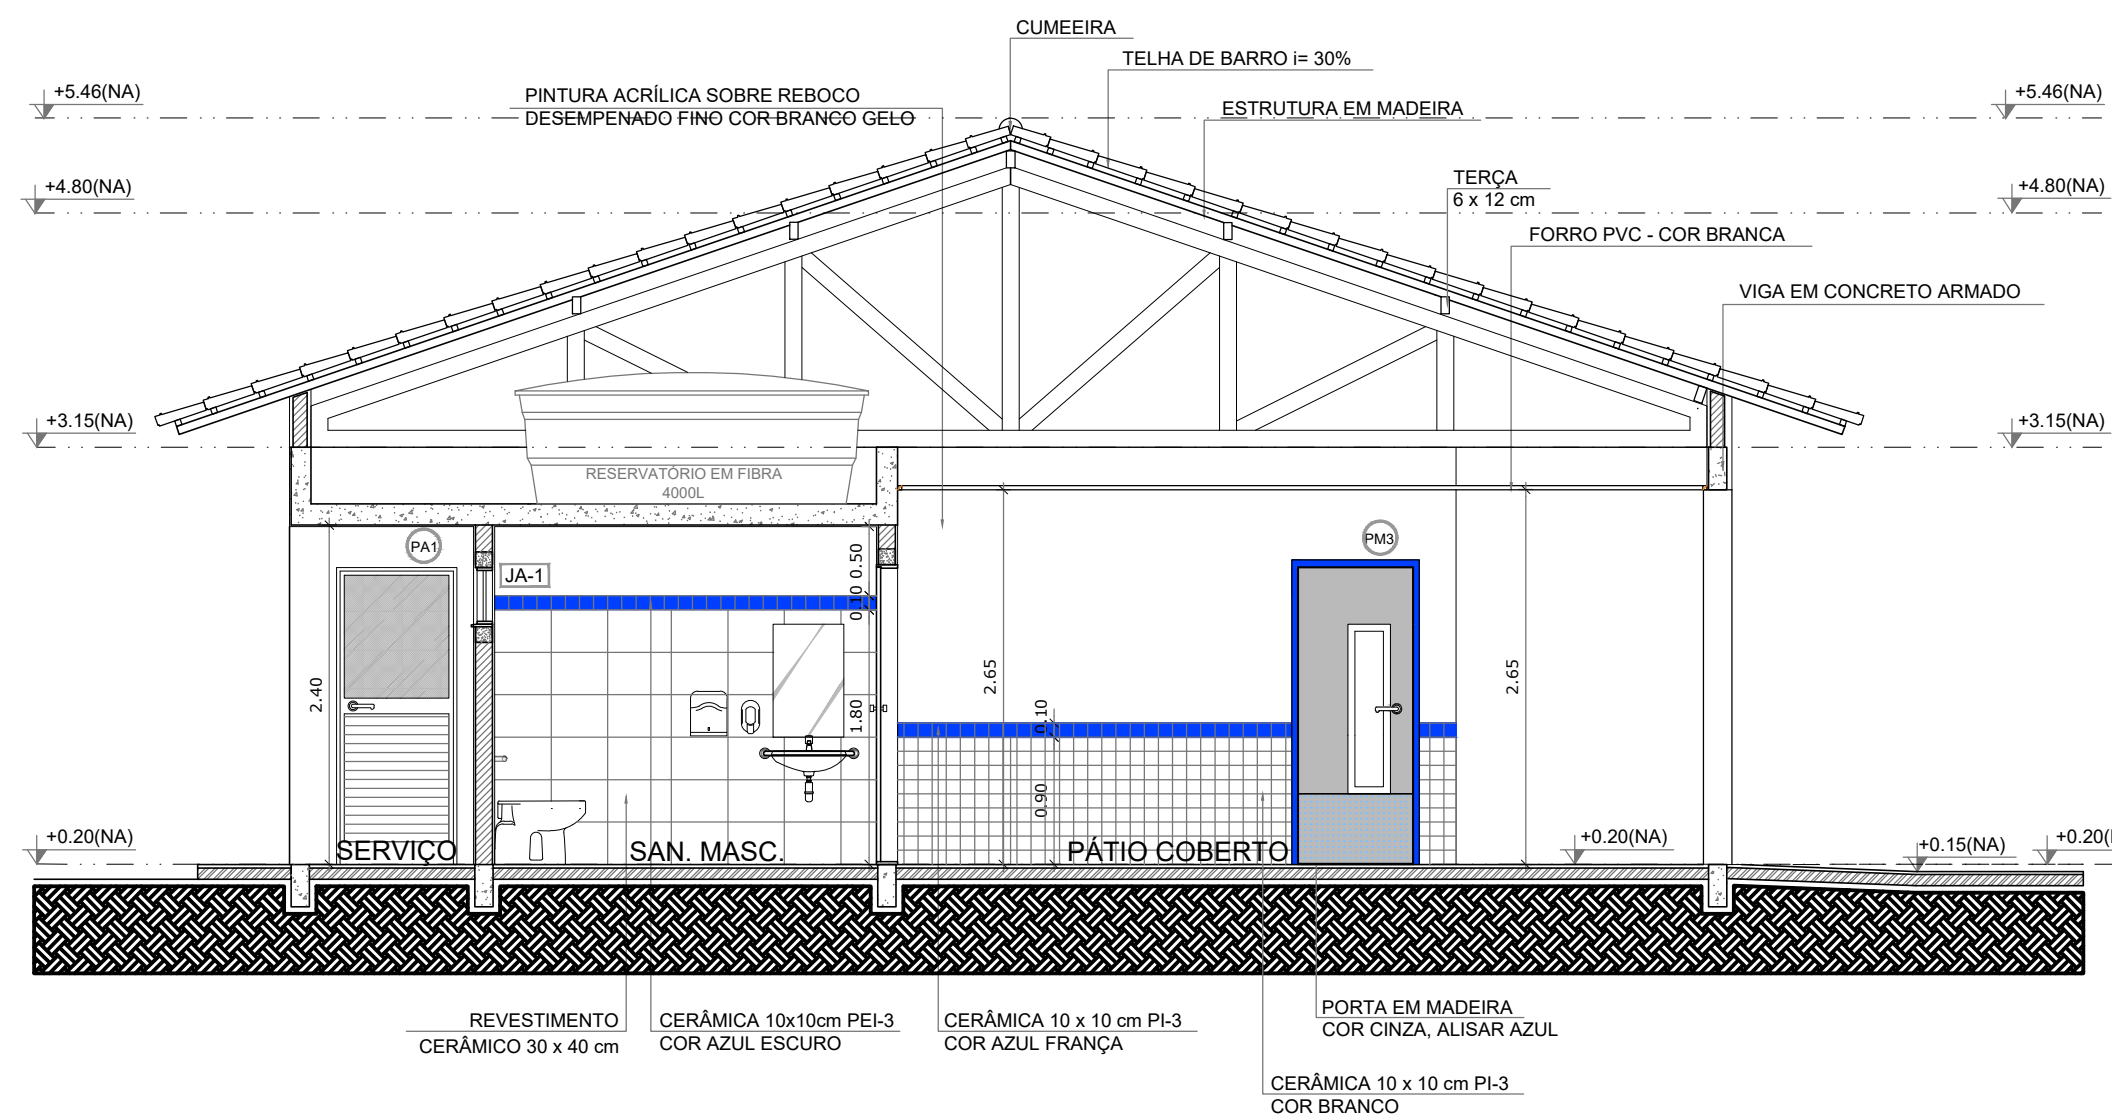 CUMEEIRA
TELHA DE BARRO i= 30%
+5.46(NA)
PINTURA ACRÍLICA SOBRE REBOCO
DESEMPENADO FINO COR BRANCO GELO
ESTRUTURA EM MADEIRA
+5.46(NA)
+4.80(NA)
TERÇA
6 x 12 cm
+4.80(NA)
FORRO PVC - COR BRANCA
VIGA EM CONCRETO ARMADO
+3.15(NA)
+3.15(NA)
RESERVATÓRIO EM FIBRA
4000L
PA1
PM3
JA-1
0.50
0.10
2.40
1.80
2.65
2.65
0.10
0.90
+0.20(NA)
SERVIÇO
SAN. MASC.
PÁTIO COBERTO
+0.20(NA)
+0.15(NA)
+0.20(
REVESTIMENTO
CERÂMICO 30 x 40 cm
CERÂMICA 10x10cm PEI-3
COR AZUL ESCURO
CERÂMICA 10 x 10 cm PI-3
COR AZUL FRANÇA
PORTA EM MADEIRA
COR CINZA, ALISAR AZUL
CERÂMICA 10 x 10 cm PI-3
COR BRANCO